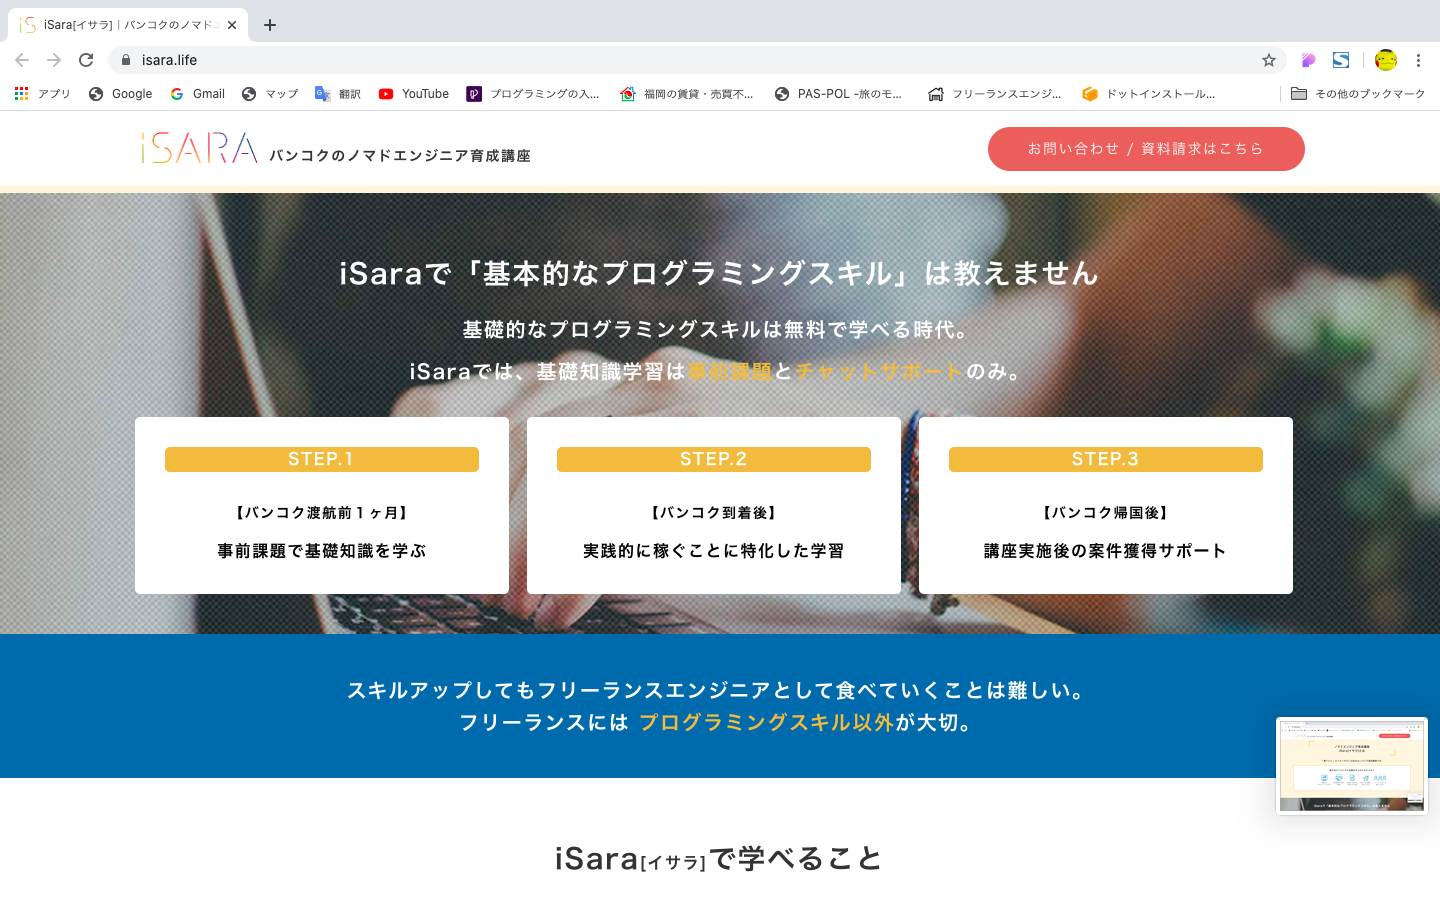 iSara[イサラ] | バンコクのノマドエ
isara.life
アプリ
Google
Gmail
マップ
翻訳
YouTube
プログラミングの入...
福岡の賃貸・売買不...
PAS-POL -旅のモ...
フリーランスエンジ...
ドットインストール...
その他のブックマーク
iSARA バンコクのノマドエンジニア育成講座
お問い合わせ / 資料請求はこちら
iSaraで「基本的なプログラミングスキル」は教えません
基礎的なプログラミングスキルは無料で学べる時代。
iSaraでは、基礎知識学習は事前課題とチャットサポートのみ。
STEP.1
【バンコク渡航前１ヶ月】
事前課題で基礎知識を学ぶ
STEP.2
【バンコク到着後】
実践的に稼ぐことに特化した学習
STEP.3
【バンコク帰国後】
講座実施後の案件獲得サポート
スキルアップしてもフリーランスエンジニアとして食べていくことは難しい。
フリーランスには プログラミングスキル以外が大切。
iSara[イサラ]で学べること